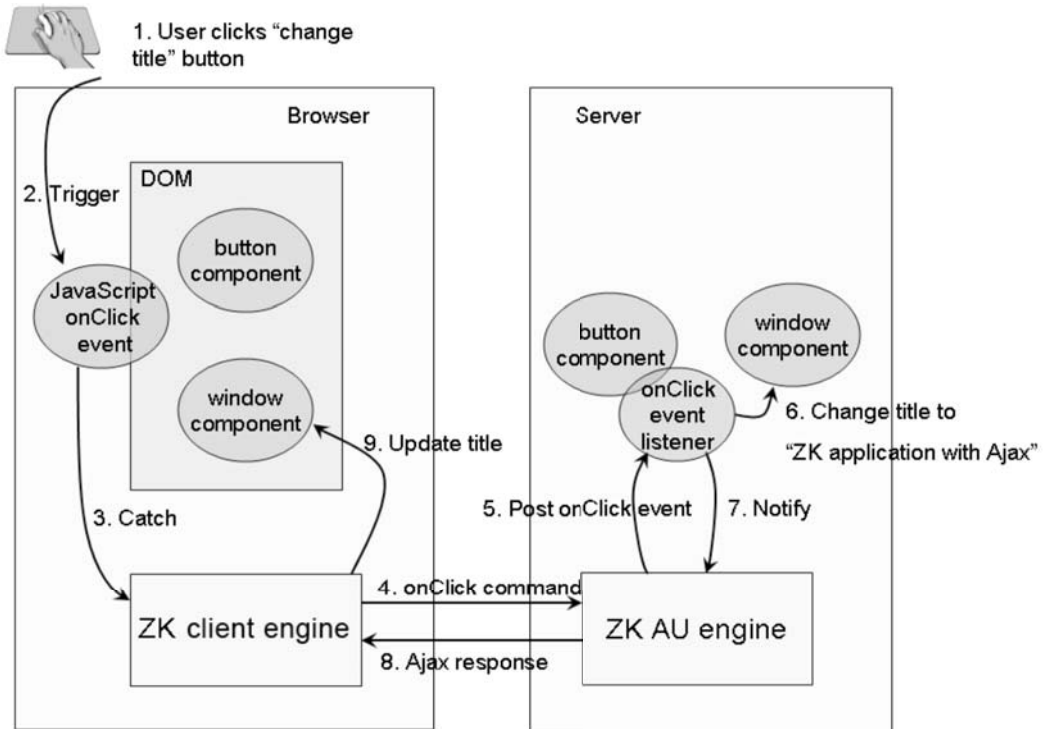 1. User clicks “change
title” button
Browser
Server
2. Trigger
DOM
button
component
JavaScript
onClick
event
window
component
9. Update title
3. Catch
ZK client engine
4. onClick command
8. Ajax response
button
component
window
component
onClick
event
listener
6. Change title to
“ZK application with Ajax”
5. Post onClick event
7. Notify
ZK AU engine